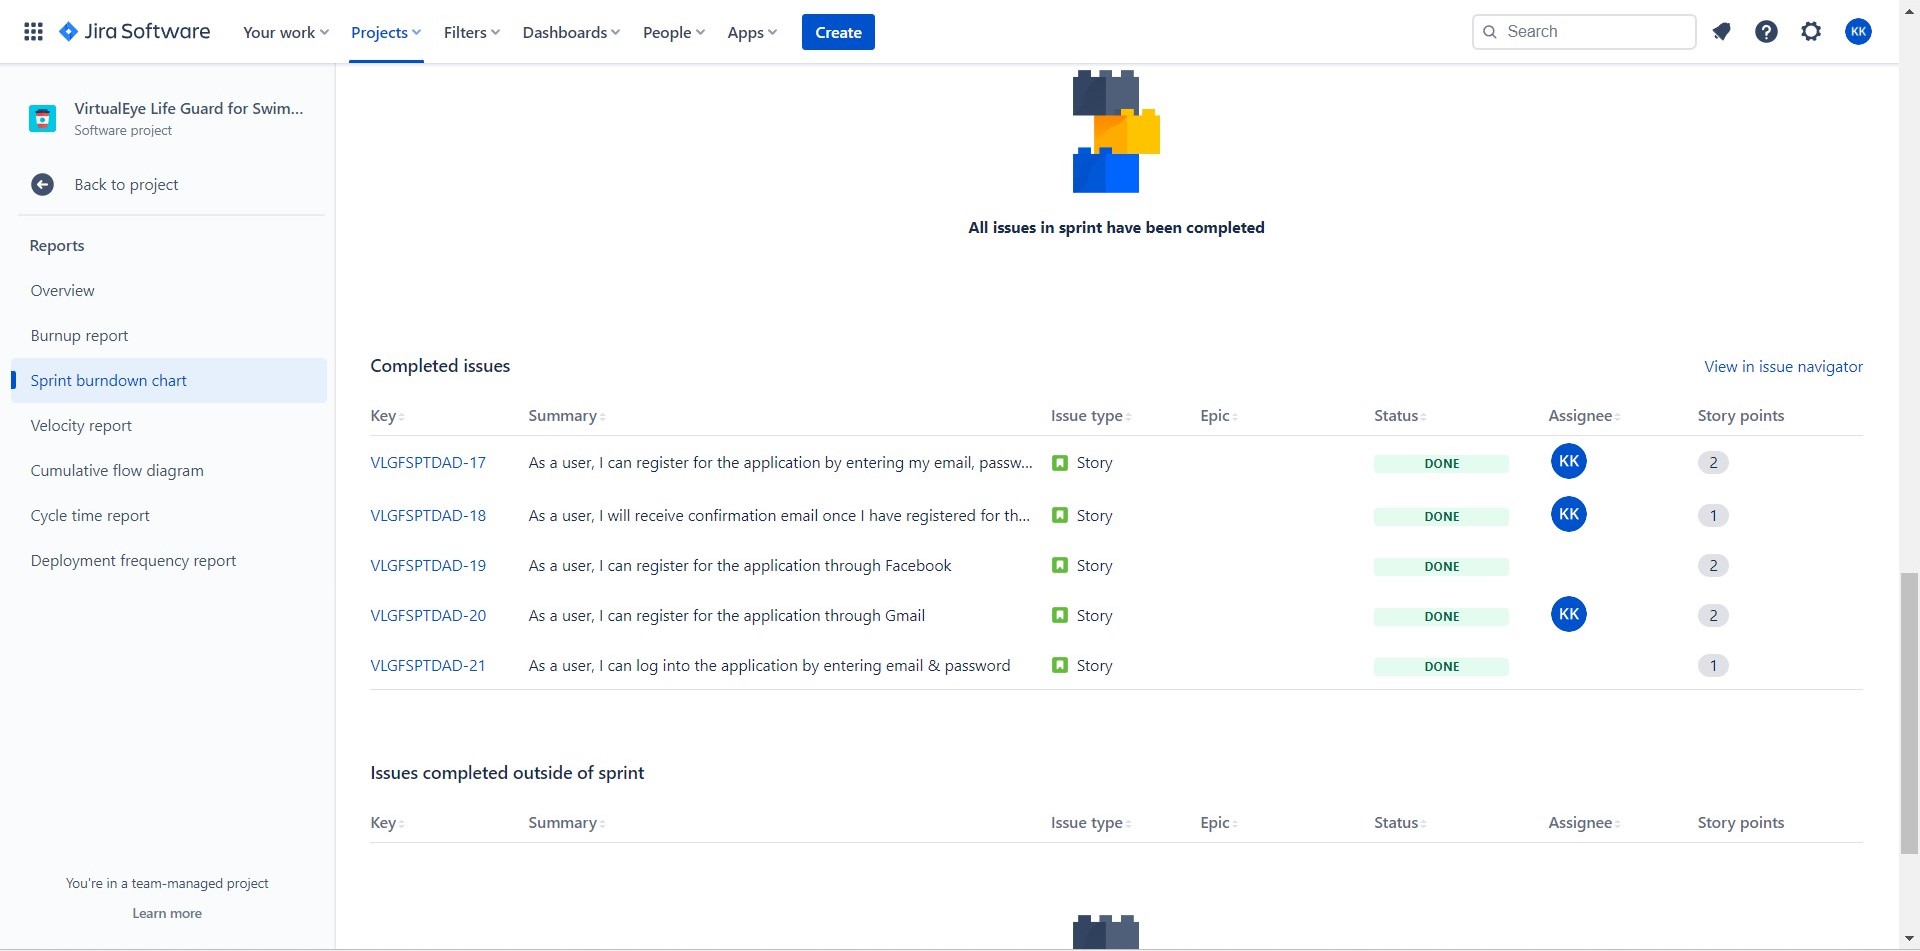 Jira Software
Your work
Projects
Filters
Dashboards
People
Apps
Create
Search
KK
VirtualEye Life Guard for Swim...
Software project
Back to project
Reports
Overview
Burnup report
Sprint burndown chart
Velocity report
Cumulative flow diagram
Cycle time report
Deployment frequency report
You're in a team-managed project
Learn more
All issues in sprint have been completed
Completed issues
View in issue navigator
Key Summary Issue type Epic Status Assignee Story points
VLGFSPTDAD-17 As a user, I can register for the application by entering my email, passw... Story DONE KK 2
VLGFSPTDAD-18 As a user, I will receive confirmation email once I have registered for th... Story DONE KK 1
VLGFSPTDAD-19 As a user, I can register for the application through Facebook Story DONE 2
VLGFSPTDAD-20 As a user, I can register for the application through Gmail Story DONE KK 2
VLGFSPTDAD-21 As a user, I can log into the application by entering email & password Story DONE 1
Issues completed outside of sprint
Key Summary Issue type Epic Status Assignee Story points